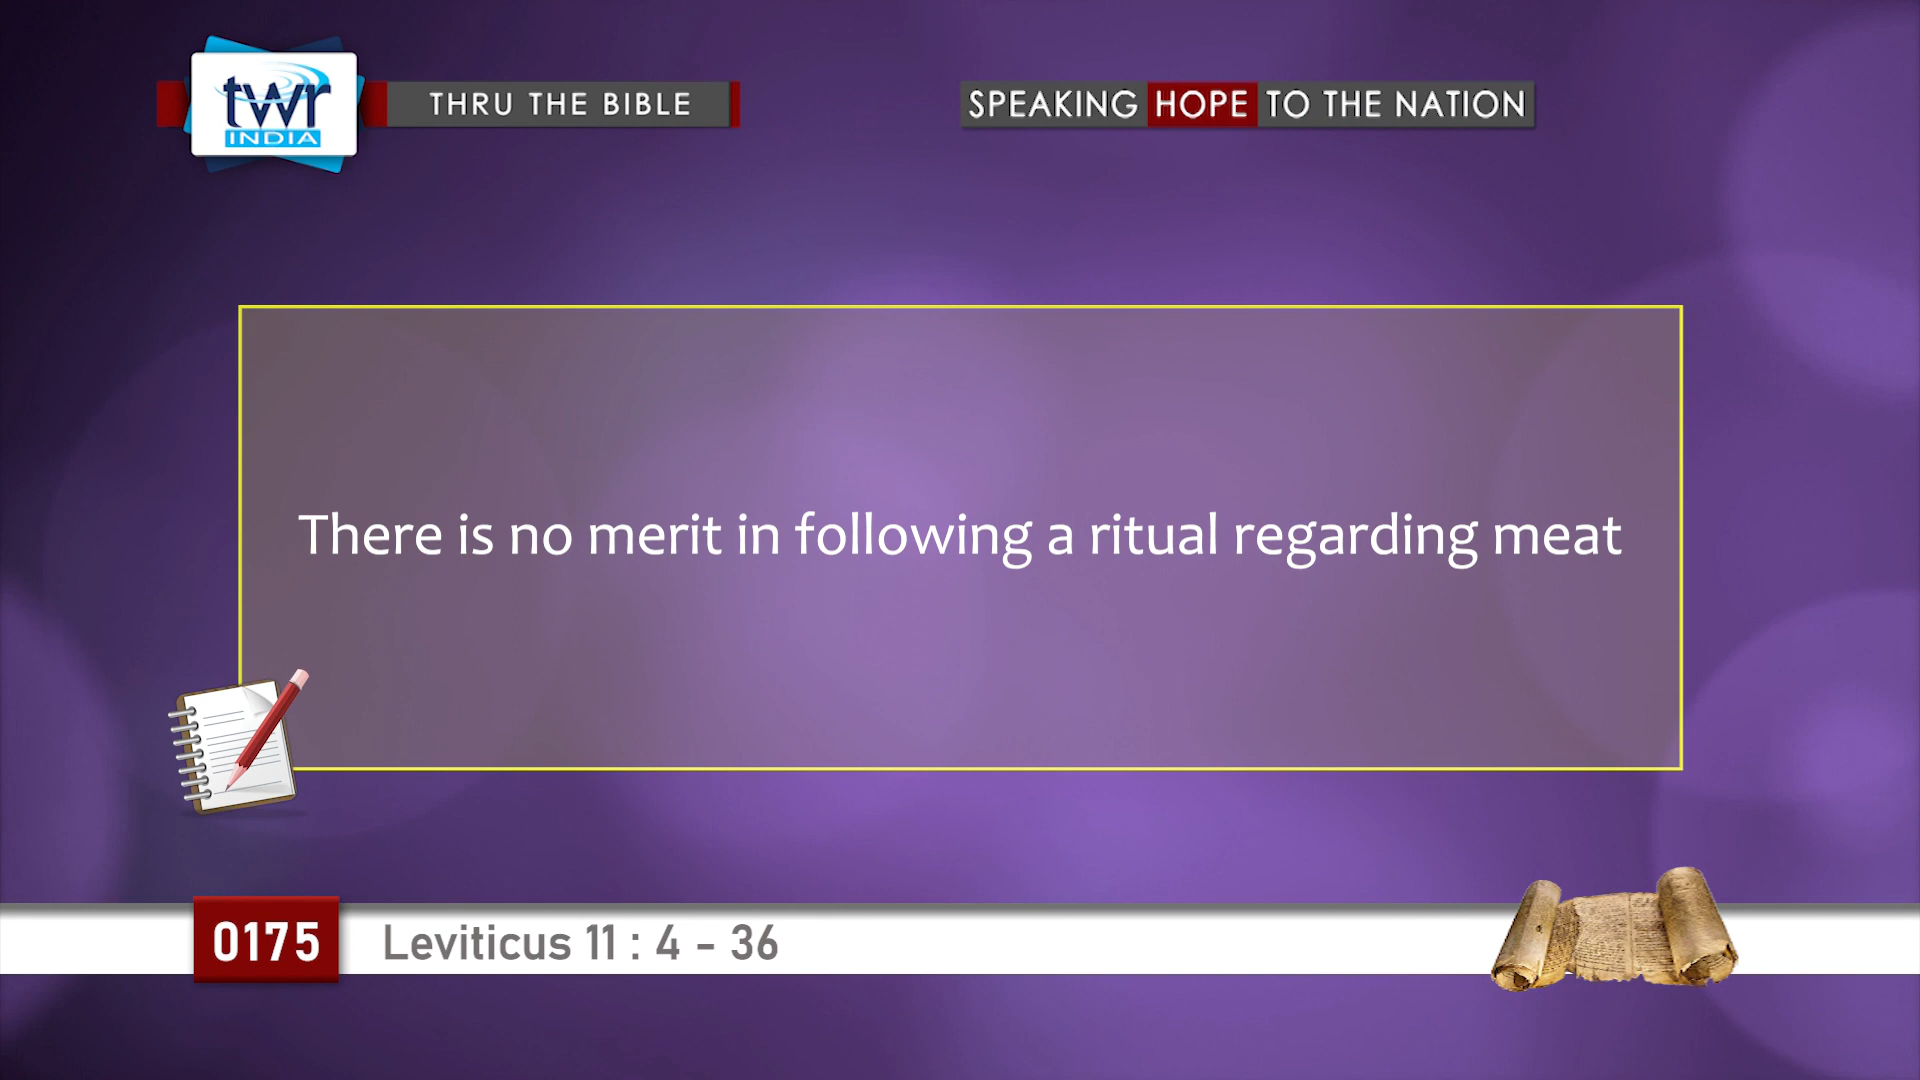 twr
INDIA
THRU THE BIBLE
SPEAKING HOPE TO THE NATION
There is no merit in following a ritual regarding meat
0175
Leviticus 11 : 4 - 36